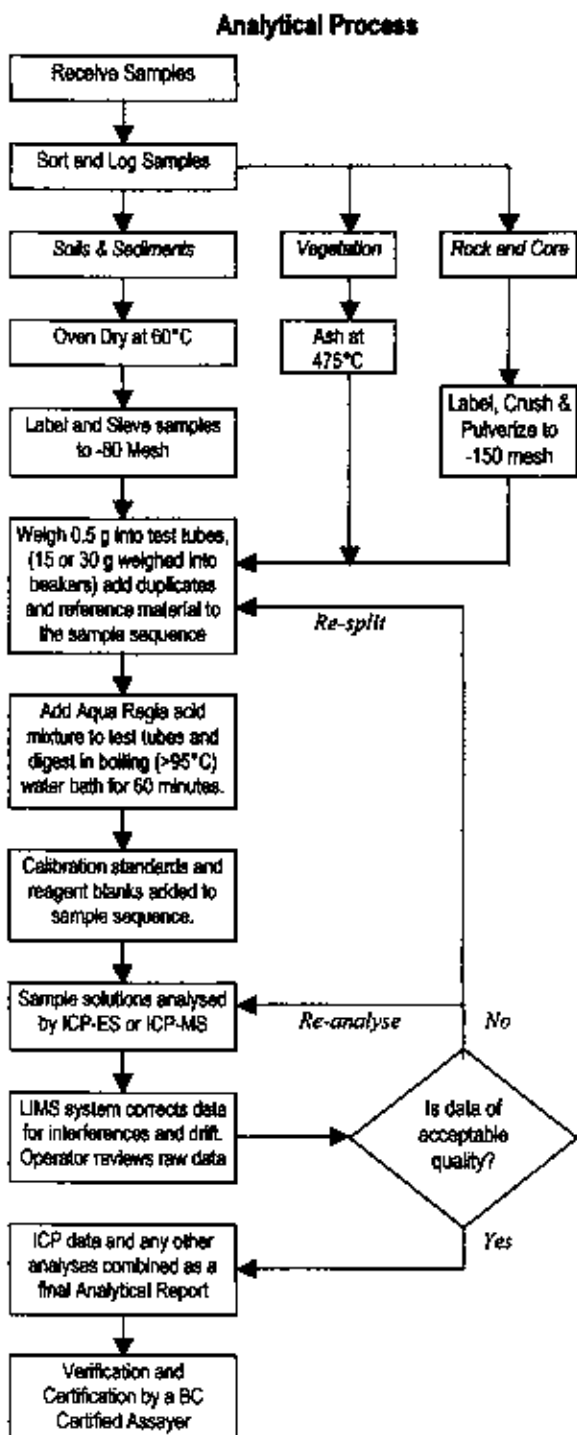 Analytical Process
Receive Samples
Sort and Log Samples
Soils & Sediments
Vegetation
Rock and Core
Oven Dry at 60°C
Ash at
475°C
Label and Sieve samples
to -80 Mesh
Label, Crush &
Pulverize to
-150 mesh
Weigh 0.5 g into test tubes,
(15 or 30 g weighed into
beakers) add duplicates
and reference material to
the sample sequence
Re-split
Add Aqua Regia acid
mixture to test tubes and
digest in boiling (>95°C)
water bath for 60 minutes.
Calibration standards and
reagent blanks added to
sample sequence.
Sample solutions analysed
by ICP-ES or ICP-MS
Re-analyse
No
LIMS system corrects data
for interferences and drift.
Operator reviews raw data
Is data of
acceptable
quality?
Yes
ICP data and any other
analyses combined as a
final Analytical Report
Verification and
Certification by a BC
Certified Assayer